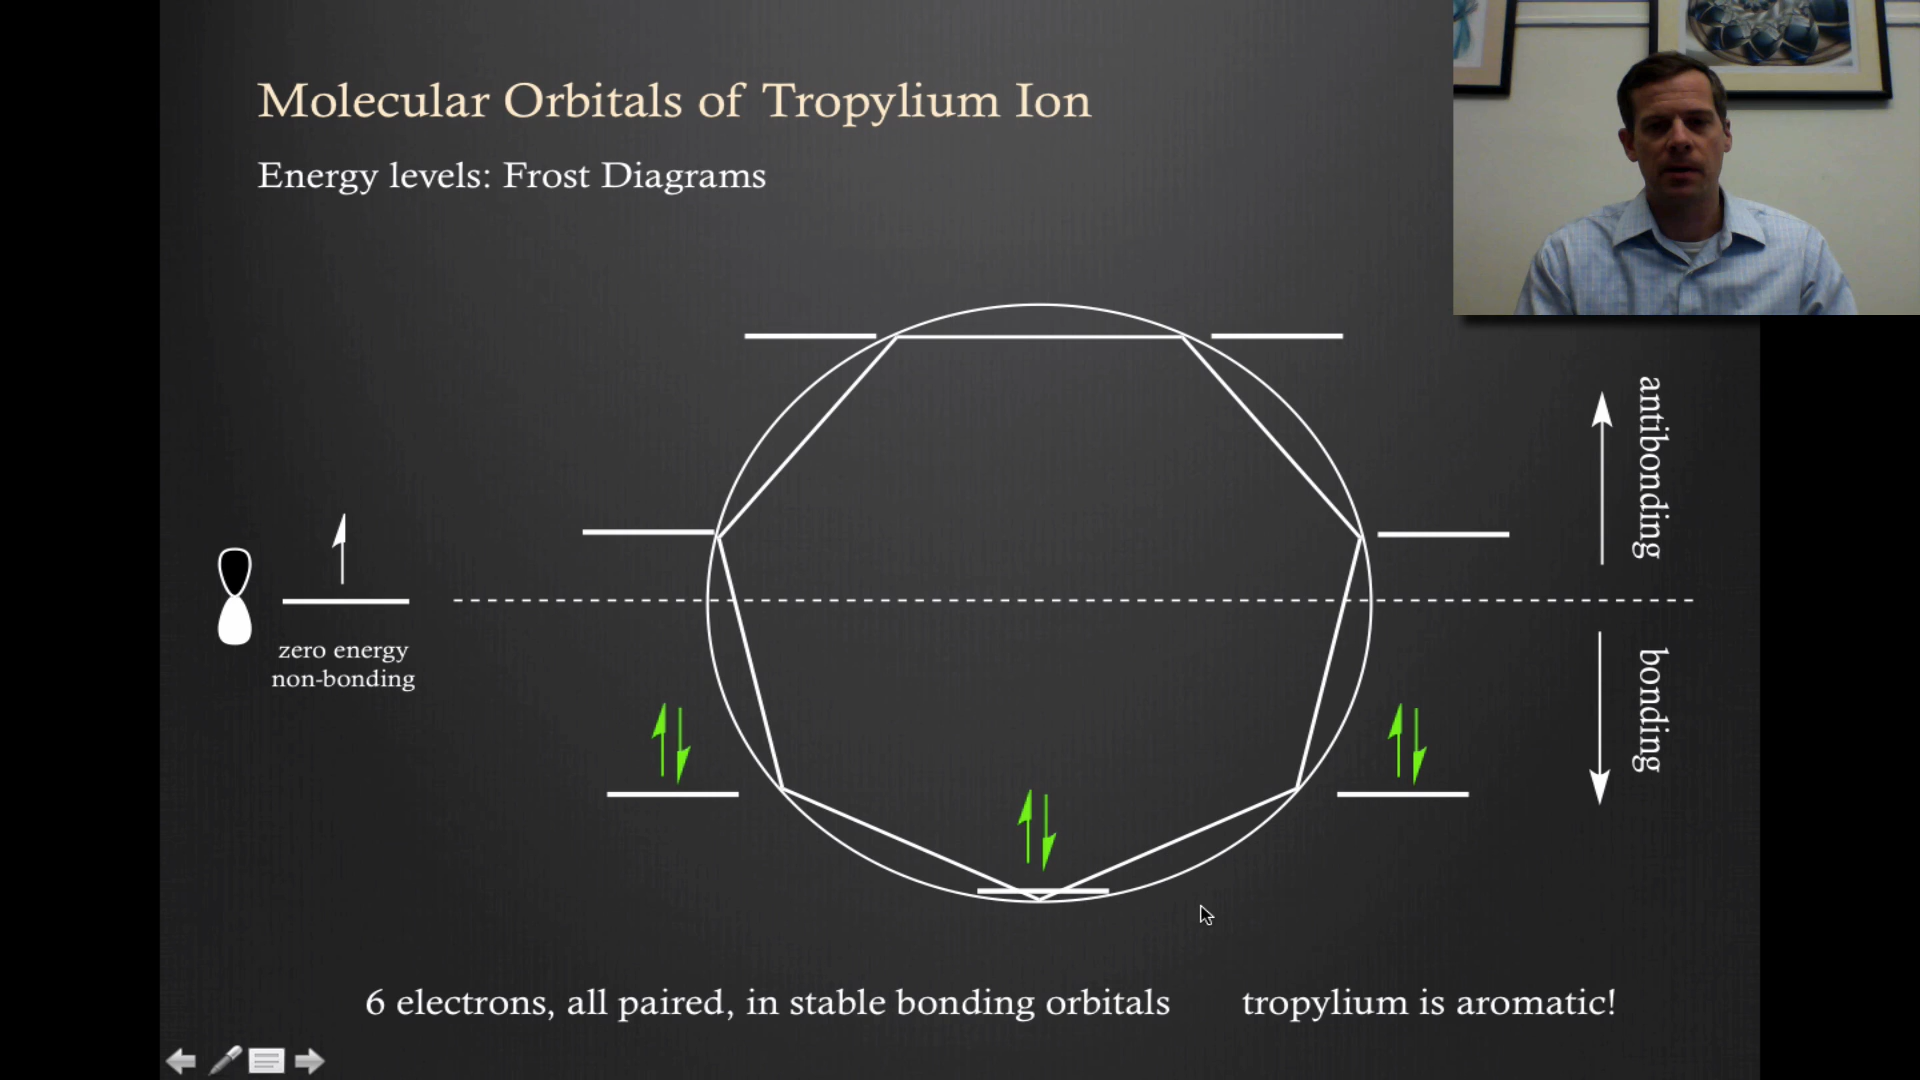 Molecular Orbitals of Tropylium Ion
Energy levels: Frost Diagrams
antibonding
zero energy
non-bonding
bonding
6 electrons, all paired, in stable bonding orbitals
tropylium is aromatic!